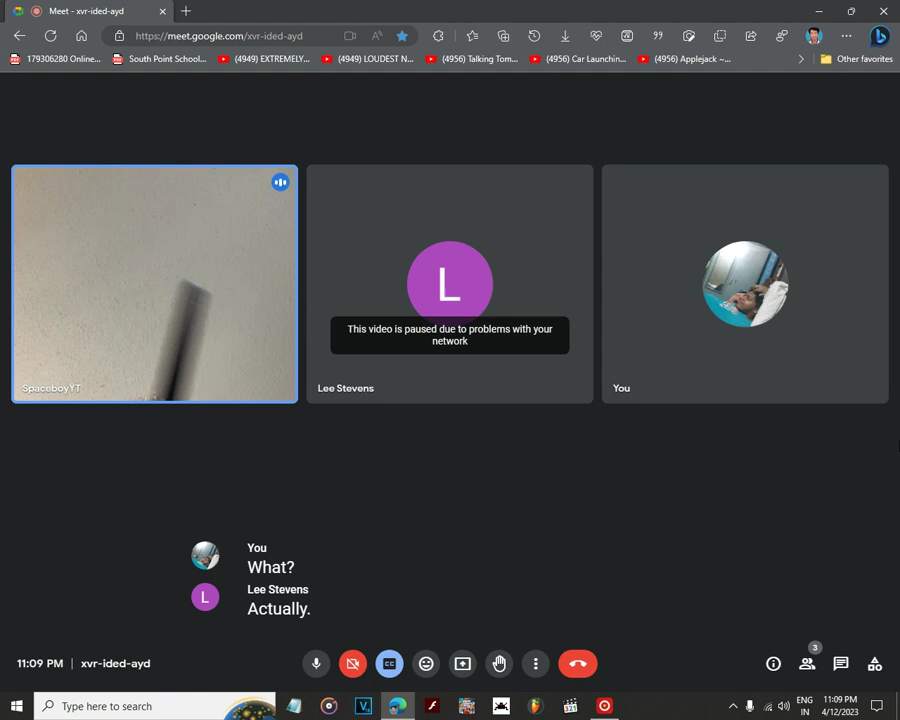 Meet - xvr-ided-ayd
https://meet.google.com/xvr-ided-ayd
179306280 Online...
South Point School...
(4949) EXTREMELY...
(4949) LOUDEST N...
(4956) Talking Tom...
(4956) Car Launchin...
(4956) Applejack ~...
Other favorites
SpaceboyYT
L
This video is paused due to problems with your
network
Lee Stevens
You
You
What?
L
Lee Stevens
Actually.
11:09 PM | xvr-ided-ayd
CC
3
Type here to search
V
321
ENG
IN
11:09 PM
4/12/2023